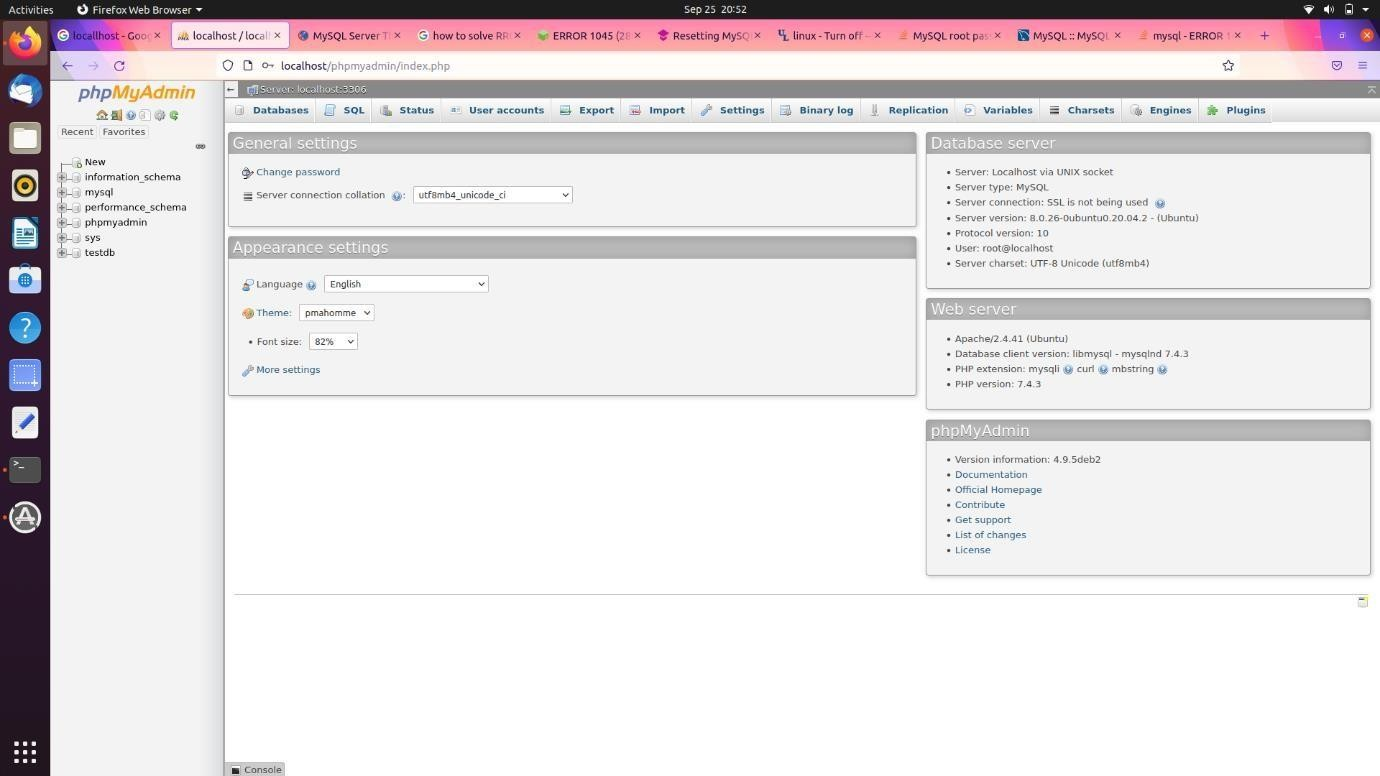 Activities
Firefox Web Browser
Sep 25 20:52
localhost - Goog
localhost / local
MySQL Server T
how to solve RR
ERROR 1045 (28
Resetting MySQ
linux - Turn off
MySQL root pas
MySQL :: MySQL
mysql - ERROR 1
localhost/phpmyadmin/index.php
phpMyAdmin
Recent
Favorites
New
information_schema
mysql
performance_schema
phpmyadmin
sys
testdb
Server: localhost:3306
Databases
SQL
Status
User accounts
Export
Import
Settings
Binary log
Replication
Variables
Charsets
Engines
Plugins
General settings
Change password
Server connection collation : utf8mb4_unicode_ci
Appearance settings
Language English
Theme: pmahomme
• Font size: 82%
More settings
Database server
• Server: Localhost via UNIX socket
• Server type: MySQL
• Server connection: SSL is not being used
• Server version: 8.0.26-0ubuntu0.20.04.2 - (Ubuntu)
• Protocol version: 10
• User: root@localhost
• Server charset: UTF-8 Unicode (utf8mb4)
Web server
• Apache/2.4.41 (Ubuntu)
• Database client version: libmysql - mysqlnd 7.4.3
• PHP extension: mysqli curl mbstring
• PHP version: 7.4.3
phpMyAdmin
• Version information: 4.9.5deb2
• Documentation
• Official Homepage
• Contribute
• Get support
• List of changes
• License
Console